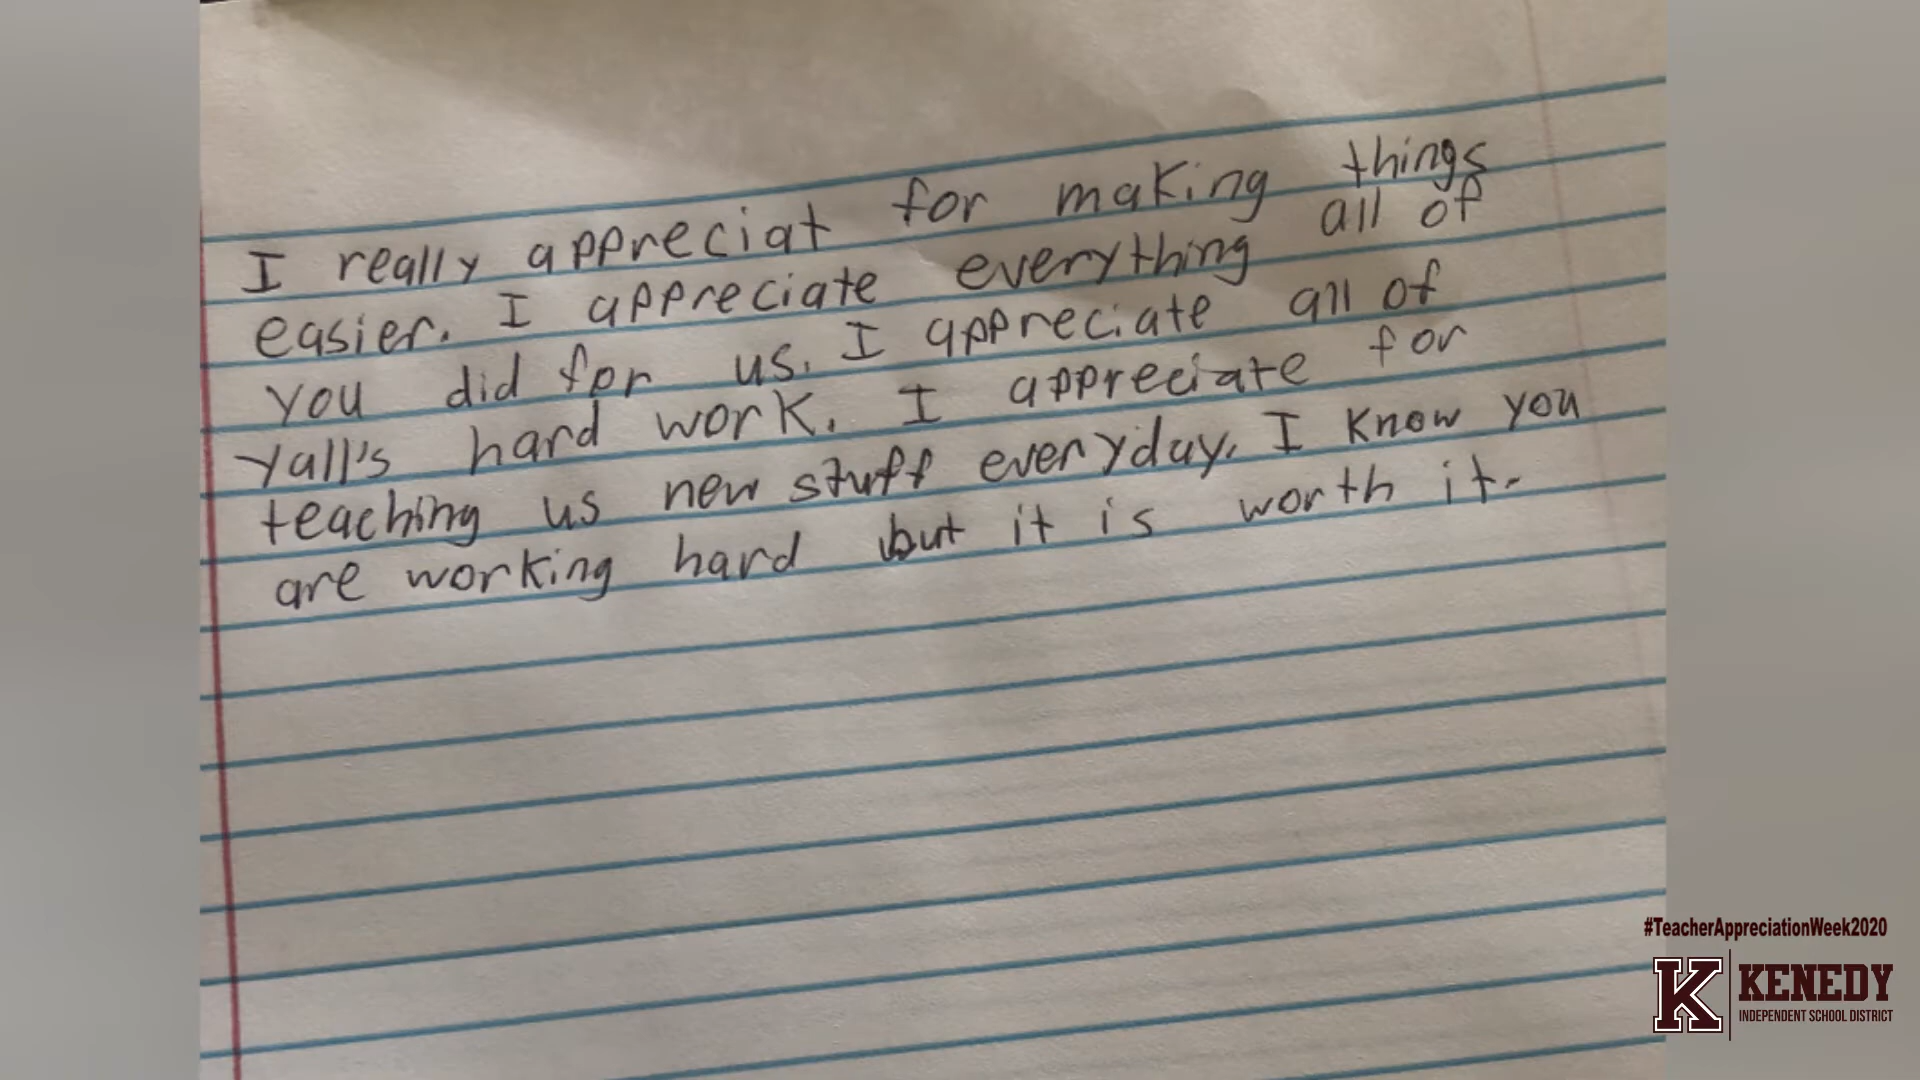 I really appreciat for making things
easier. I appreciate everything all of
you did for us. I appreciate all of
Yall's hard work. I appreciate for
teaching us new stuff everyday. I know you
are working hard but it is worth it.
#TeacherAppreciationWeek2020
K KENEDY
INDEPENDENT SCHOOL DISTRICT